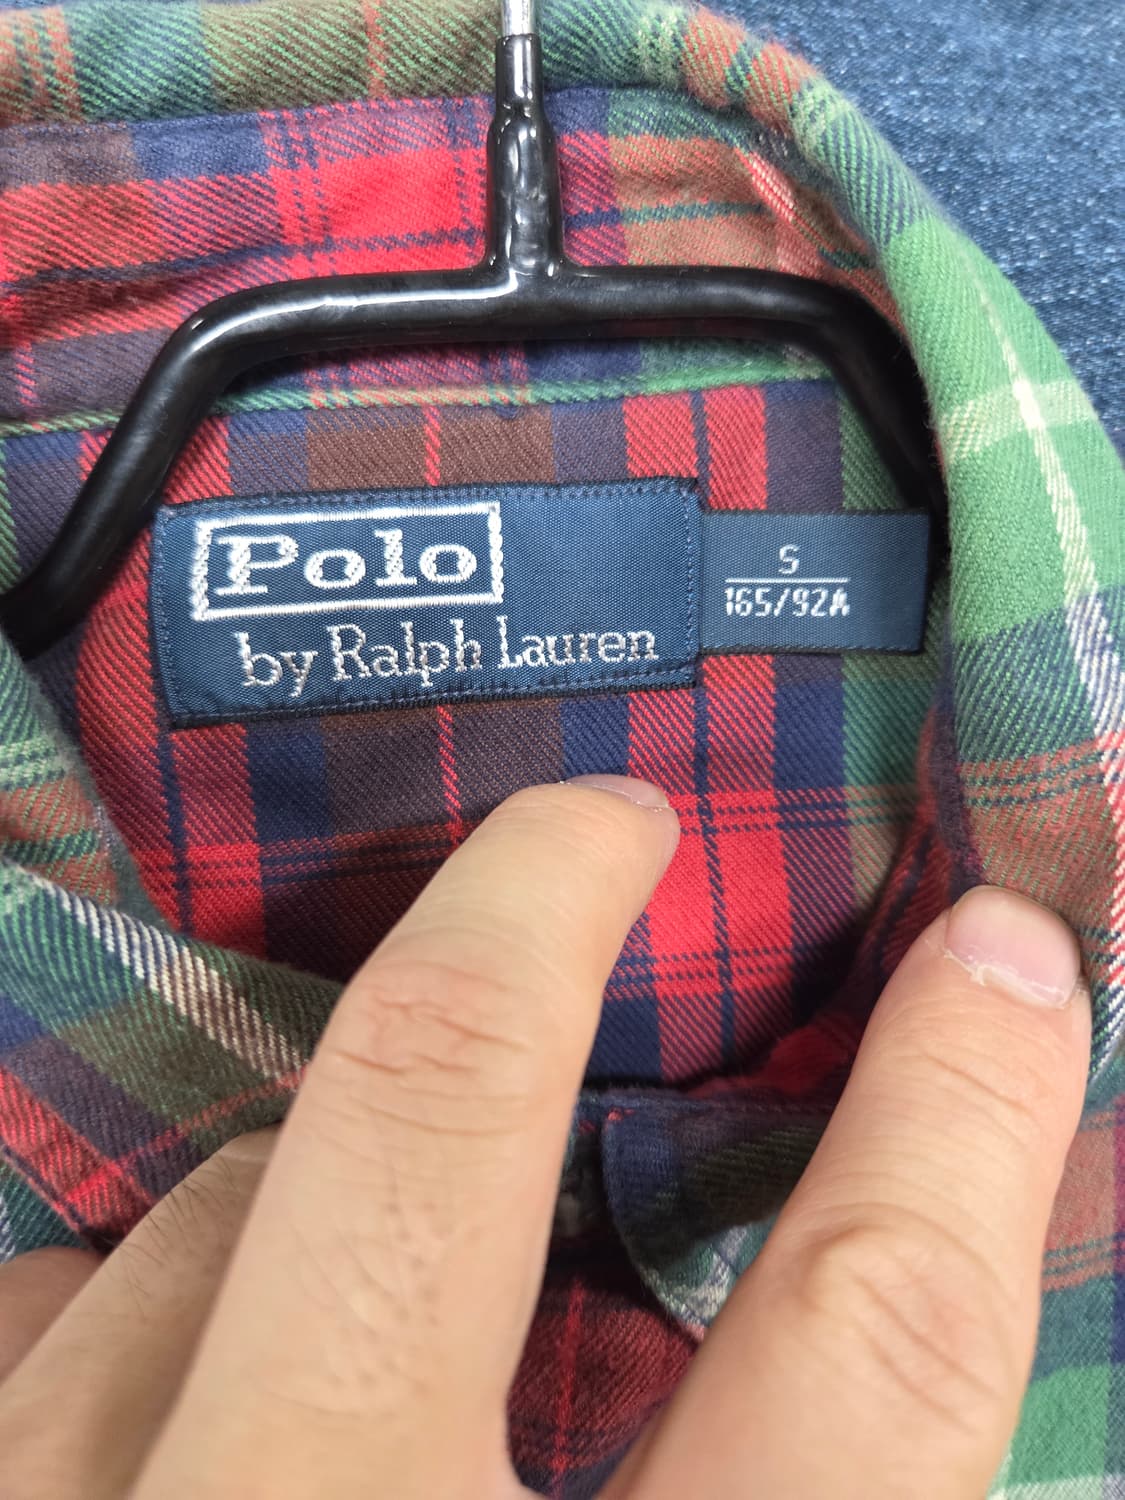 Polo
by Ralph Lauren
S
165/92A